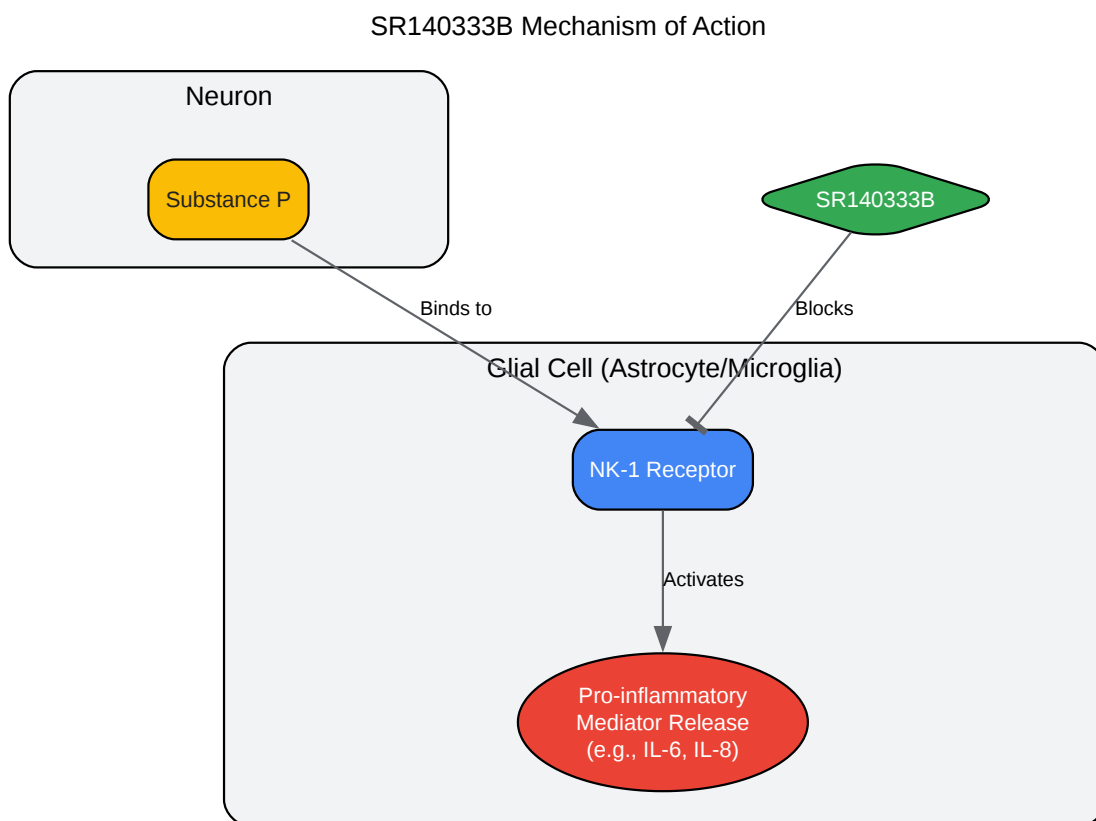 SR140333B Mechanism of Action
Neuron
Substance P
SR140333B
Binds to
Blocks
Glial Cell (Astrocyte/Microglia)
NK-1 Receptor
Activates
Pro-inflammatory
Mediator Release
(e.g., IL-6, IL-8)